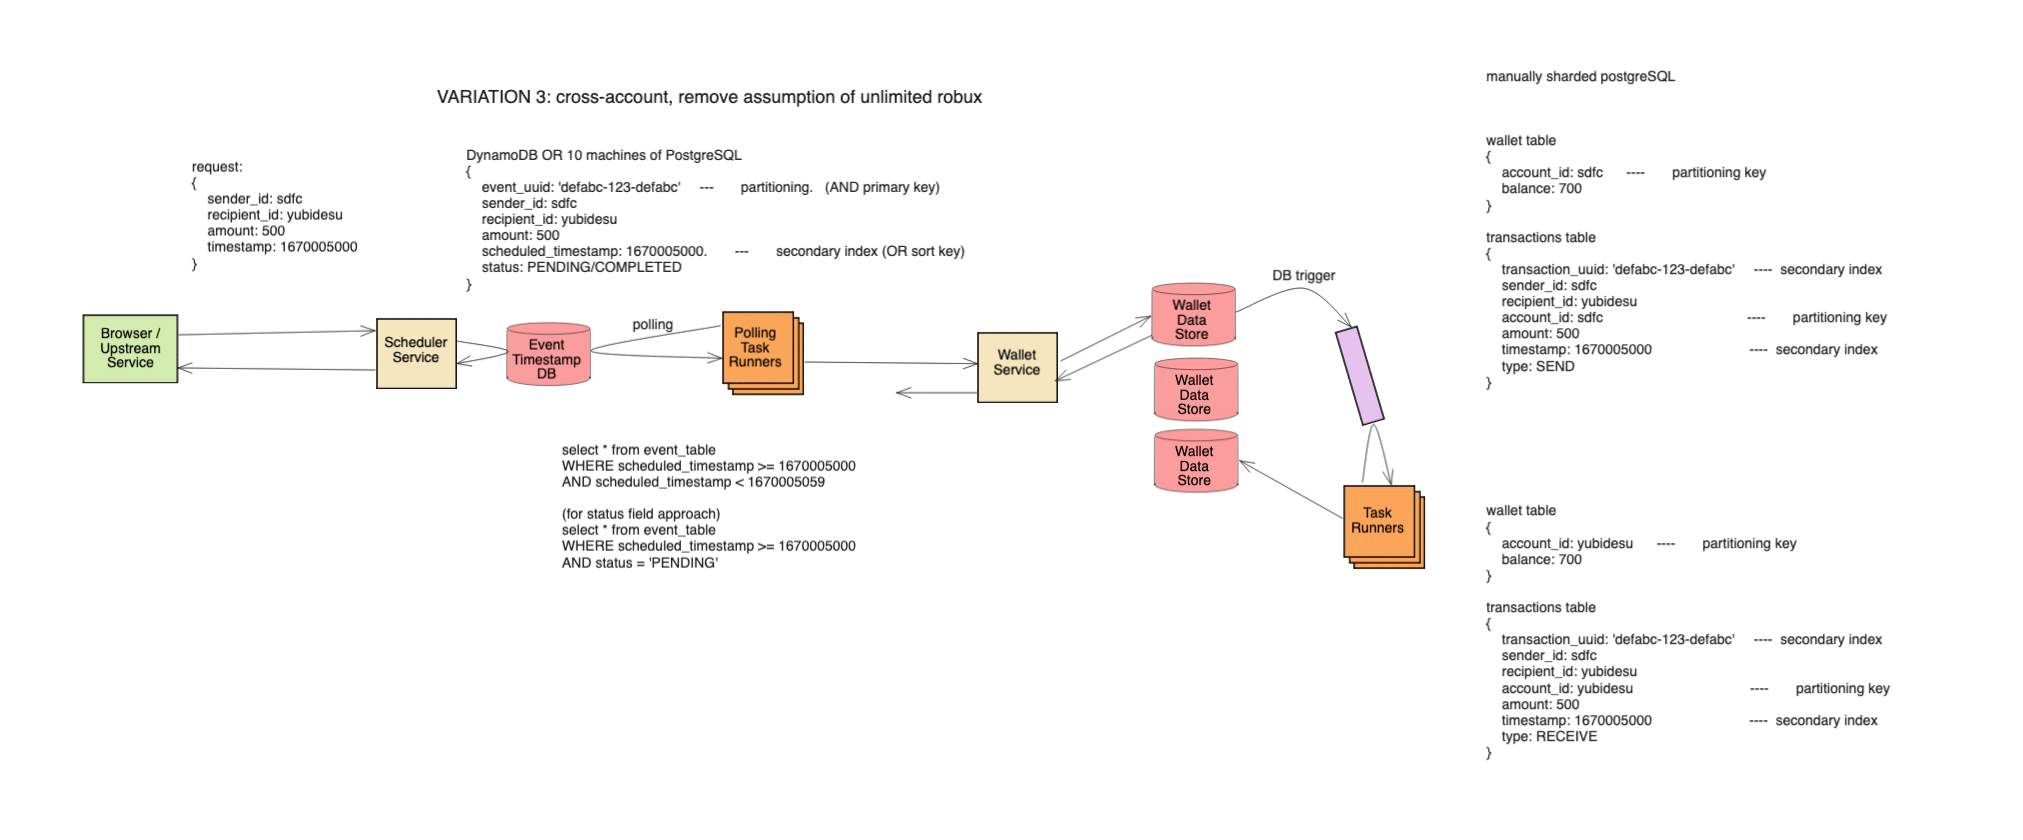 VARIATION 3: cross-account, remove assumption of unlimited robux
request:
{
sender_id: sdfc
recipient_id: yubidesu
amount: 500
timestamp: 1670005000
}
DynamoDB OR 10 machines of PostgreSQL
{
event_uuid: 'defabc-123-defabc' --- partitioning. (AND primary key)
sender_id: sdfc
recipient_id: yubidesu
amount: 500
scheduled_timestamp: 1670005000. --- secondary index (OR sort key)
status: PENDING/COMPLETED
}
Browser /
Upstream
Service
Scheduler
Service
Event
Timestamp
DB
polling
Polling
Task
Runners
Wallet
Service
Wallet
Data
Store
Wallet
Data
Store
Wallet
Data
Store
DB trigger
Task
Runners
select * from event_table
WHERE scheduled_timestamp >= 1670005000
AND scheduled_timestamp < 1670005059
(for status field approach)
select * from event_table
WHERE scheduled_timestamp >= 1670005000
AND status = 'PENDING'
manually sharded postgreSQL
wallet table
{
account_id: sdfc ---- partitioning key
balance: 700
}
transactions table
{
transaction_uuid: 'defabc-123-defabc' ---- secondary index
sender_id: sdfc
recipient_id: yubidesu
account_id: sdfc ---- partitioning key
amount: 500
timestamp: 1670005000 ---- secondary index
type: SEND
}
wallet table
{
account_id: yubidesu ---- partitioning key
balance: 700
}
transactions table
{
transaction_uuid: 'defabc-123-defabc' ---- secondary index
sender_id: sdfc
recipient_id: yubidesu
account_id: yubidesu ---- partitioning key
amount: 500
timestamp: 1670005000 ---- secondary index
type: RECEIVE
}